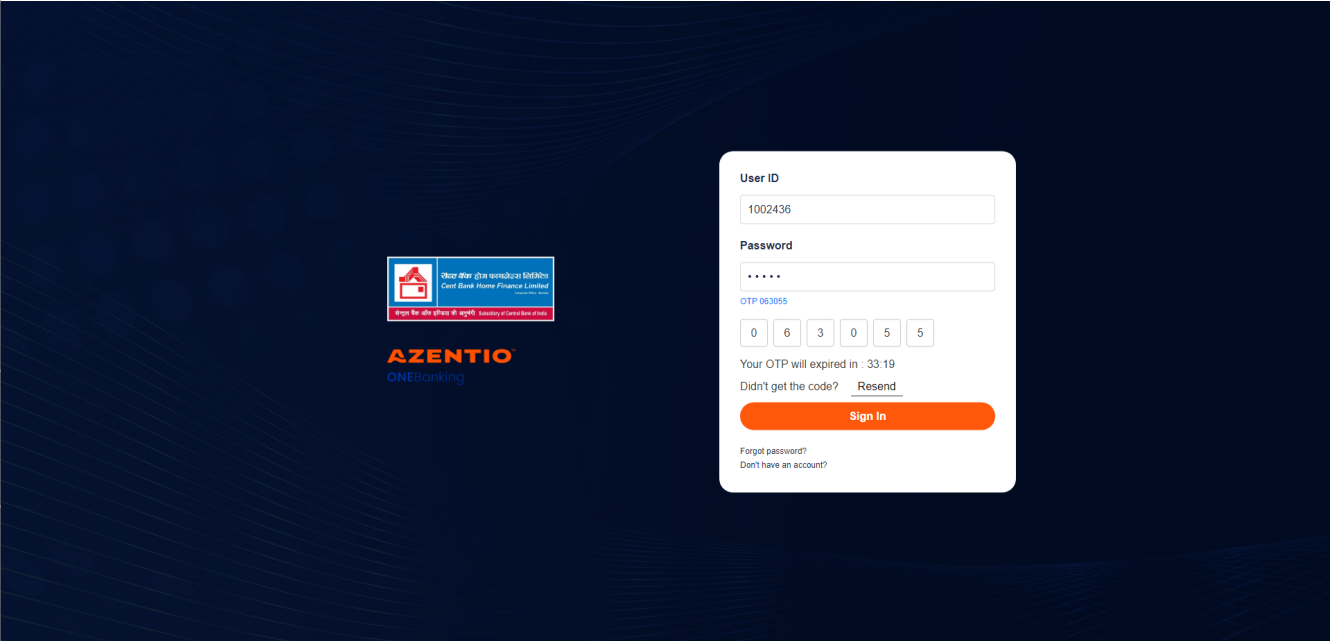 सेन्ट बैंक होम फायनेन्स लिमिटेड
Cent Bank Home Finance Limited
सेन्ट्रल बैंक ऑफ इण्डिया की अनुषंगी Subsidiary of Central Bank of India
AZENTIO
ONEBanking
User ID
1002436
Password
•••••
OTP 063055
0 6 3 0 5 5
Your OTP will expired in : 33:19
Didn't get the code? Resend
Sign In
Forgot password?
Don't have an account?